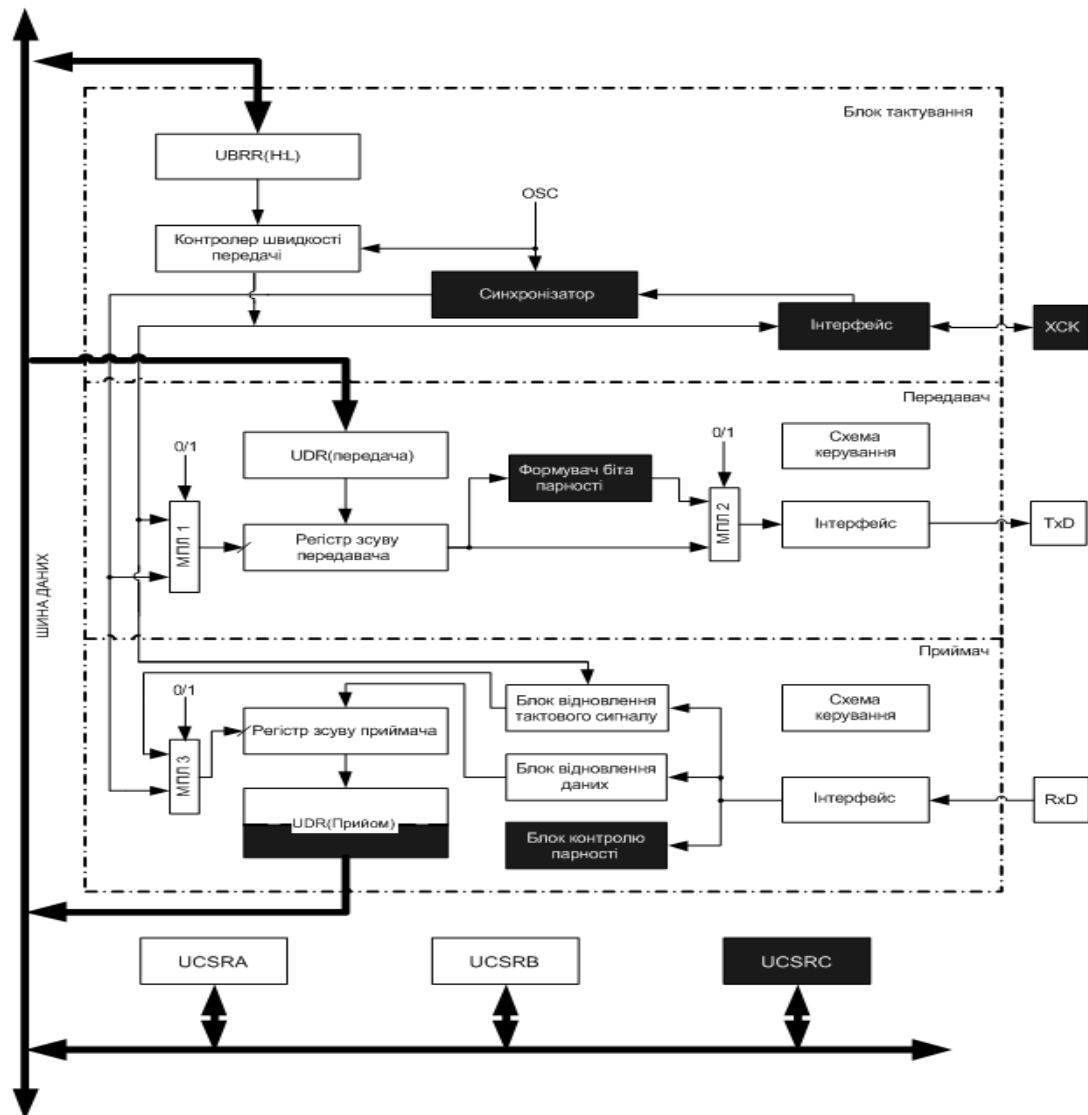 Блок тактування
UBRR(H:L)
OSC
Контролер швидкості
передачі
Синхронізатор
Інтерфейс
XCK
Передавач
0/1
UDR(передача)
0/1
Схема
керування
Формувач біта
парності
МПЛ 1
Регістр зсуву
передавача
МПЛ 2
Інтерфейс
TxD
ШИНА ДАНИХ
Приймач
0/1
Блок відновлення
тактового сигналу
Схема
керування
Регістр зсуву приймача
МПЛ 3
Блок відновлення
даних
Інтерфейс
RxD
UDR(Прийом)
Блок контролю
парності
UCSRA
UCSRB
UCSRC